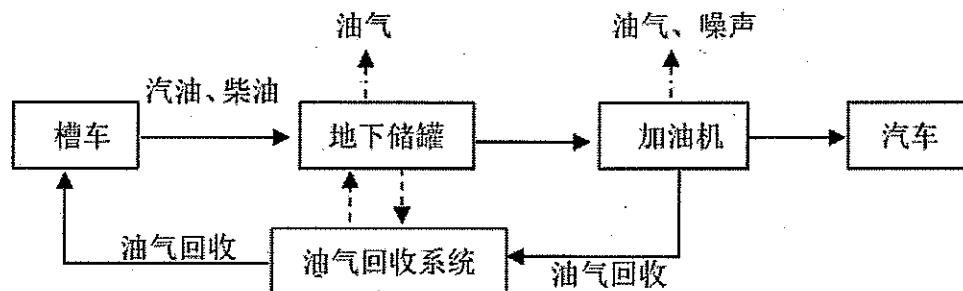 油气
油气、噪声
汽油、柴油
槽车
地下储罐
加油机
汽车
油气回收
油气回收系统
油气回收